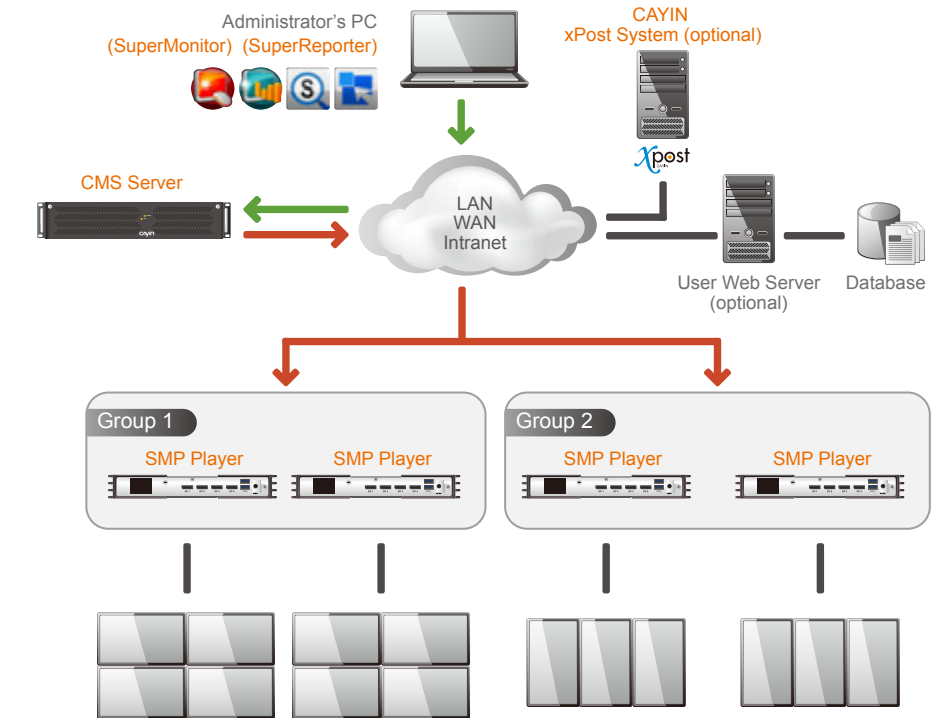 Administrator's PC
(SuperMonitor) (SuperReporter)
S
CAYIN
xPost System (optional)
Xpost
CMS Server
CAYIN
LAN
WAN
Intranet
User Web Server
(optional)
Database
Group 1
SMP Player
SMP Player
Group 2
SMP Player
SMP Player